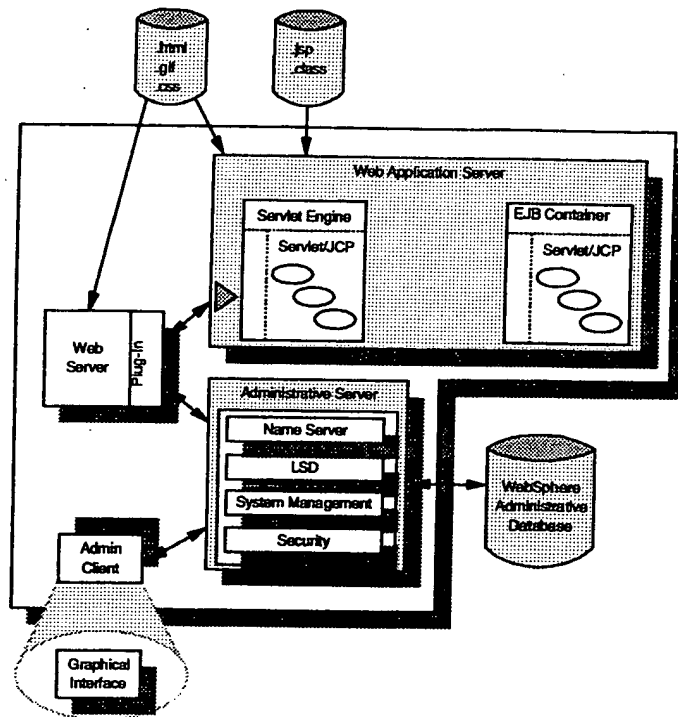 .html
.gif
.css
.jsp
.class
Web Application Server
Servlet Engine
Servlet/JCP
EJB Container
Servlet/JCP
Web
Server
Plug-In
Administrative Server
Name Server
LSD
System Management
Security
WebSphere
Administrative
Database
Admin
Client
Graphical
Interface